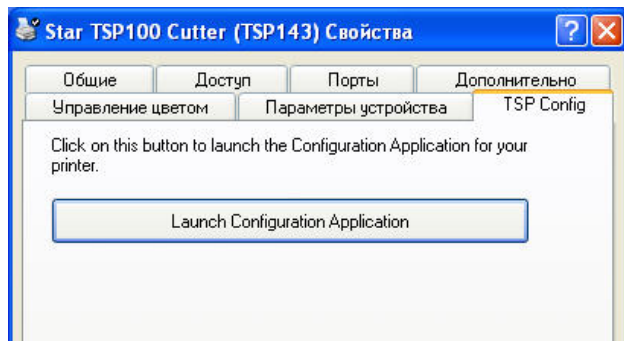 Star TSP100 Cutter (TSP143) Свойства
Общие Доступ Порты Дополнительно
Управление цветом Параметры устройства TSP Config
Click on this button to launch the Configuration Application for your
printer.
Launch Configuration Application